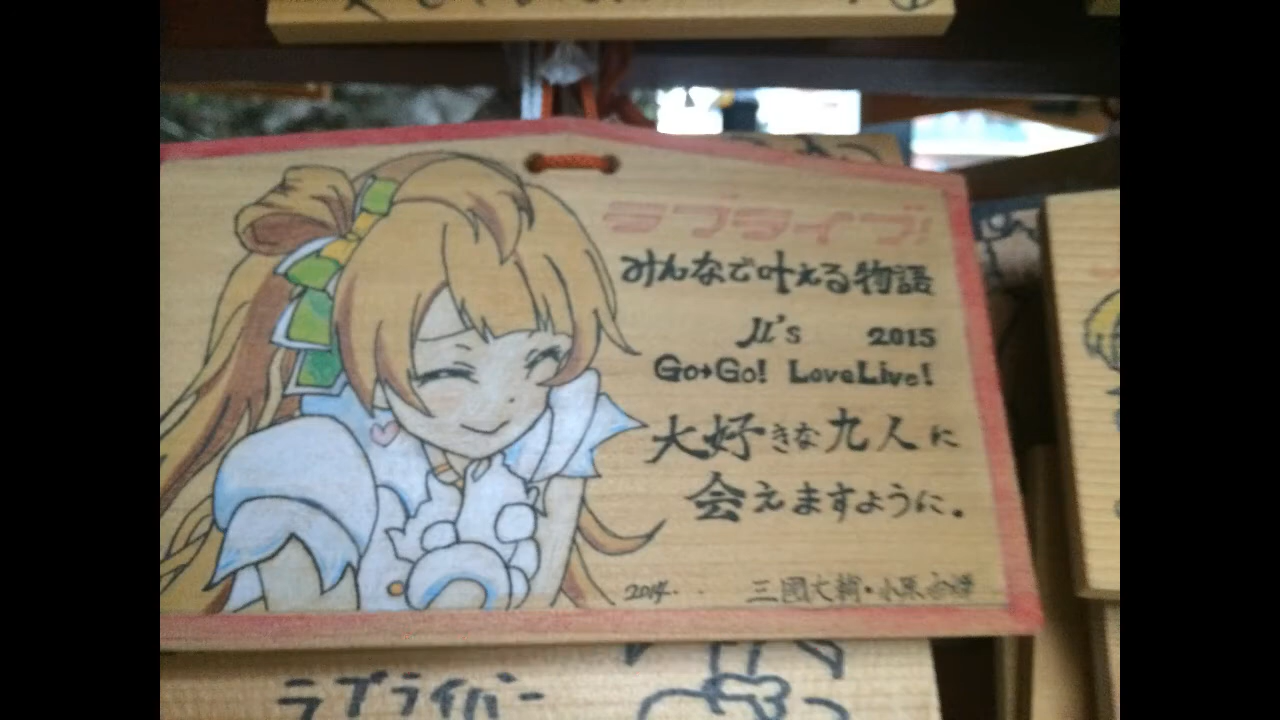 ラブライブ!
みんなで叶える物語
μ's 2015
Go→Go! LoveLive!
大好きな九人に
会えますように。
2014.
ラブライバー